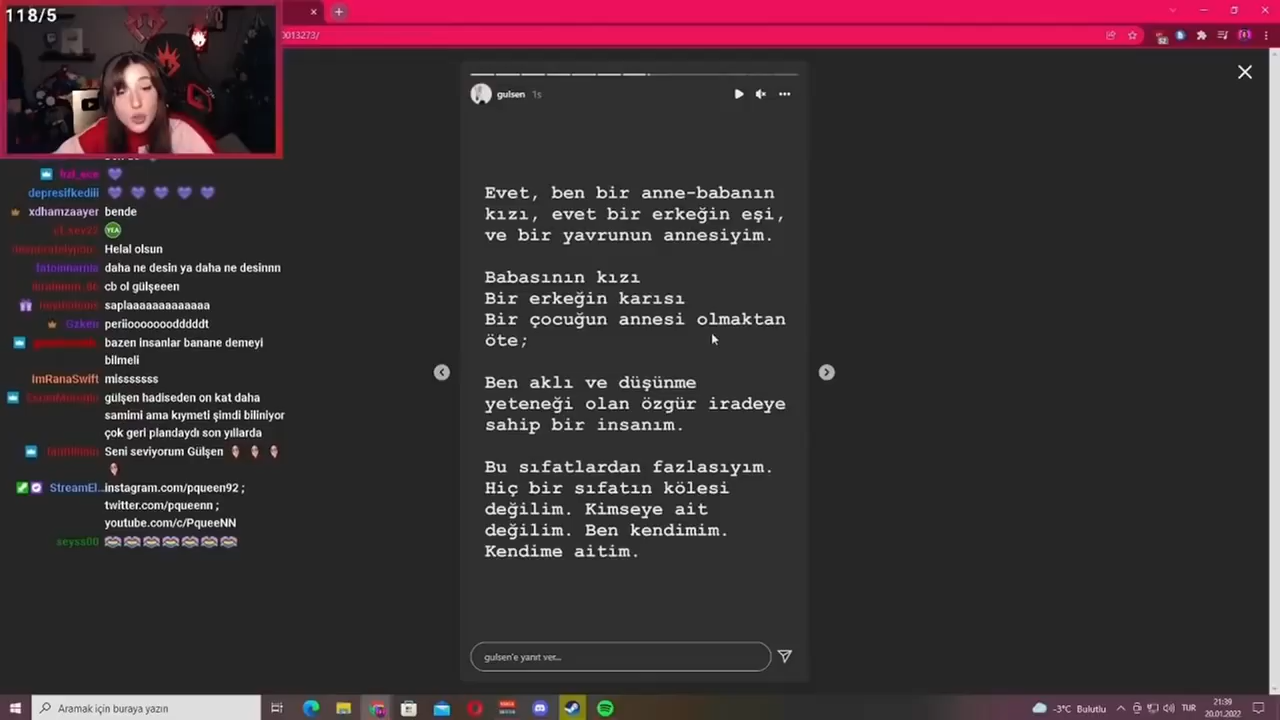 118/5
0013273/
gulsen 1s
Evet, ben bir anne-babanın
kızı, evet bir erkeğin eşi,
ve bir yavrunun annesiyim.
Babasının kızı
Bir erkeğin karısı
Bir çocuğun annesi olmaktan
öte;
Ben aklı ve düşünme
yeteneği olan özgür iradeye
sahip bir insanım.
Bu sıfatlardan fazlasıyım.
Hiç bir sıfatın kölesi
değilim. Kimseye ait
değilim. Ben kendimim.
Kendime aitim.
gulsen'e yanıt ver...
depresifkediii
xdhamzaayer bende
YEA
Helal olsun
daha ne desin ya daha ne desinnn
cb ol gülşeeen
saplaaaaaaaaaaaa
Gzken periiooooooodddddt
bazen insanlar banane demeyi
bilmeli
ImRanaSwift misssssss
gülşen hadiseden on kat daha
samimi ama kıymeti şimdi biliniyor
çok geri plandaydı son yıllarda
Seni seviyorum Gülşen
StreamEl... instagram.com/pqueen92 ;
twitter.com/pqueenn ;
youtube.com/c/PqueeNN
seyss00
Aramak için buraya yazın
-3°C Bulutlu
TUR
21:39
20.01.2022